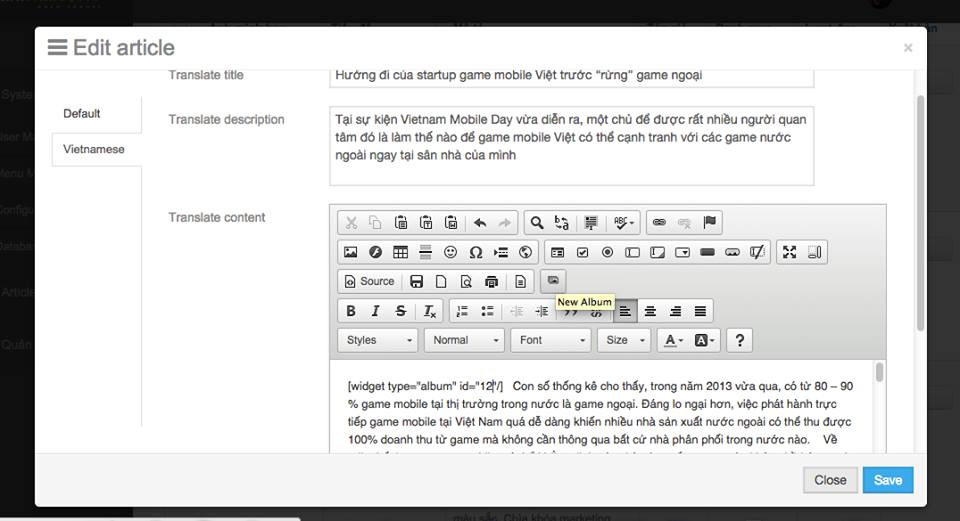 Edit article
×
Translate title
Hướng đi của startup game mobile Việt trước “rừng” game ngoại
Default
Vietnamese
Translate description
Tại sự kiện Vietnam Mobile Day vừa diễn ra, một chủ để được rất nhiều người quan
tâm đó là làm thế nào để game mobile Việt có thể cạnh tranh với các game nước
ngoài ngay tại sân nhà của mình
Translate content
Source
New Album
Styles
Normal
Font
Size
[widget type="album" id="12"/] Con số thống kê cho thấy, trong năm 2013 vừa qua, có từ 80 – 90
% game mobile tại thị trường trong nước là game ngoại. Đáng lo ngại hơn, việc phát hành trực
tiếp game mobile tại Việt Nam quá dễ dàng khiến nhiều nhà sản xuất nước ngoài có thể thu được
100% doanh thu từ game mà không cần thông qua bất cứ nhà phân phối trong nước nào. Về
Close
Save
màu sắc, Chìa khóa marketing